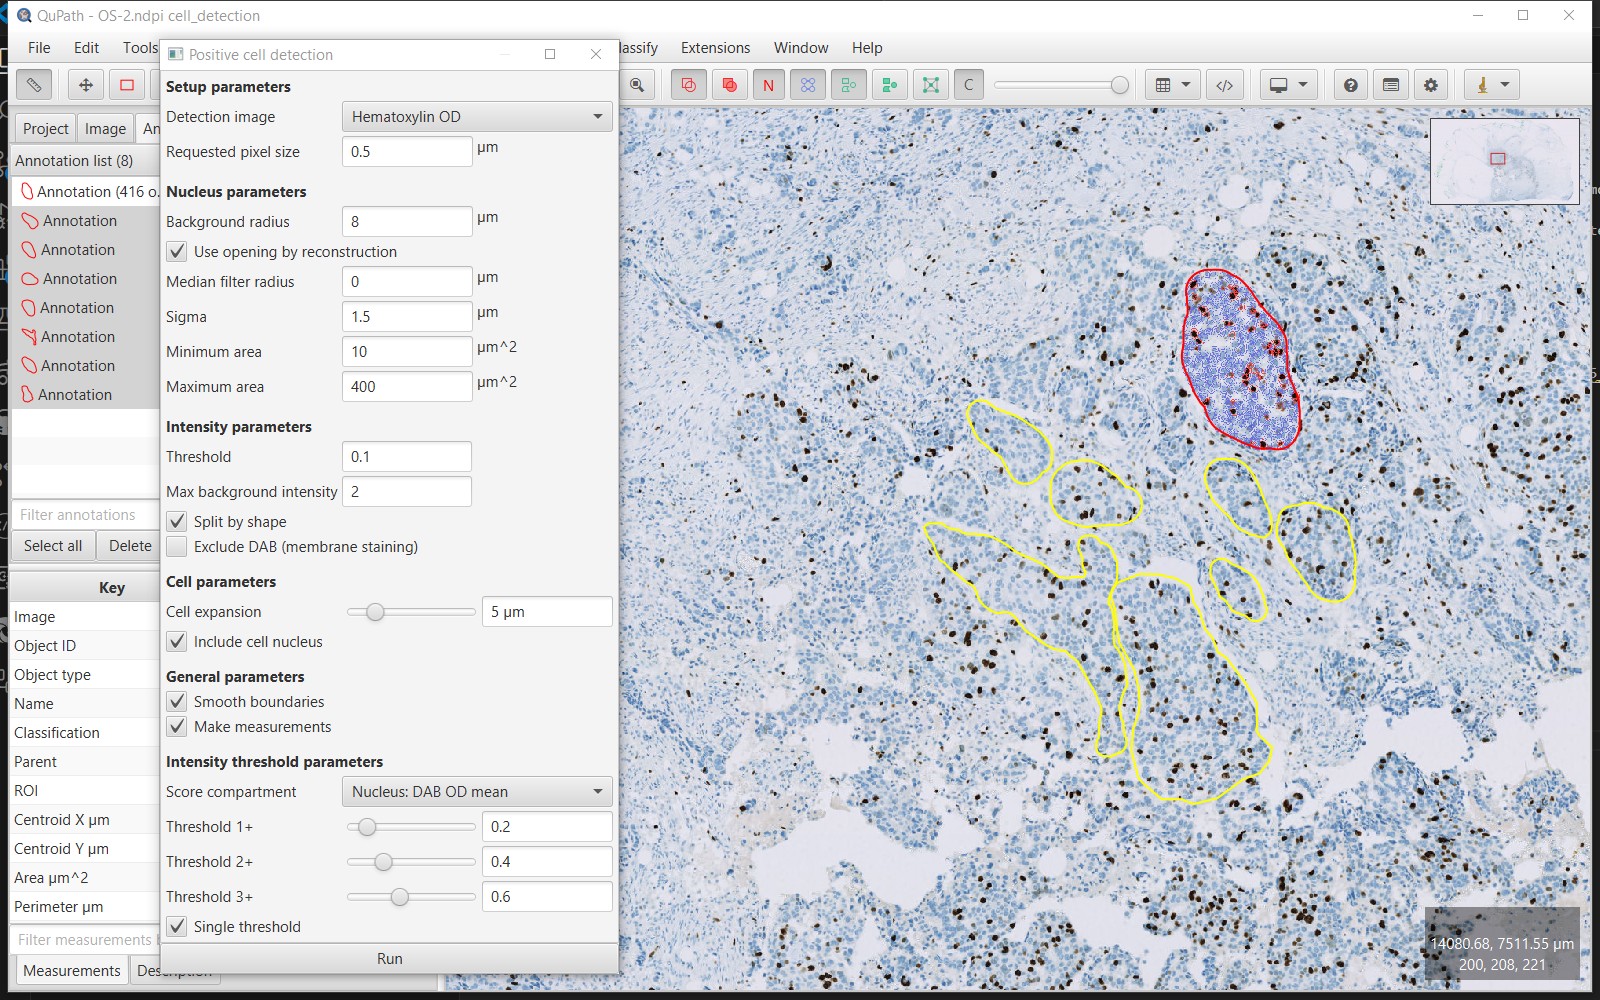 QuPath - OS-2.ndpi cell_detection
File Edit Tools
assify Extensions Window Help
Positive cell detection
N
C
Project Image An
Annotation list (8)
Annotation (416 o...
Annotation
Annotation
Annotation
Annotation
Annotation
Annotation
Annotation
Filter annotations
Select all Delete
Key
Image
Object ID
Object type
Name
Classification
Parent
ROI
Centroid X µm
Centroid Y µm
Area µm^2
Perimeter µm
Filter measurements
Measurements Description
Setup parameters
Detection image Hematoxylin OD
Requested pixel size 0.5 µm
Nucleus parameters
Background radius 8 µm
Use opening by reconstruction
Median filter radius 0 µm
Sigma 1.5 µm
Minimum area 10 µm^2
Maximum area 400 µm^2
Intensity parameters
Threshold 0.1
Max background intensity 2
Split by shape
Exclude DAB (membrane staining)
Cell parameters
Cell expansion 5 µm
Include cell nucleus
General parameters
Smooth boundaries
Make measurements
Intensity threshold parameters
Score compartment Nucleus: DAB OD mean
Threshold 1+ 0.2
Threshold 2+ 0.4
Threshold 3+ 0.6
Single threshold
Run
14080.68, 7511.55 µm
200, 208, 221